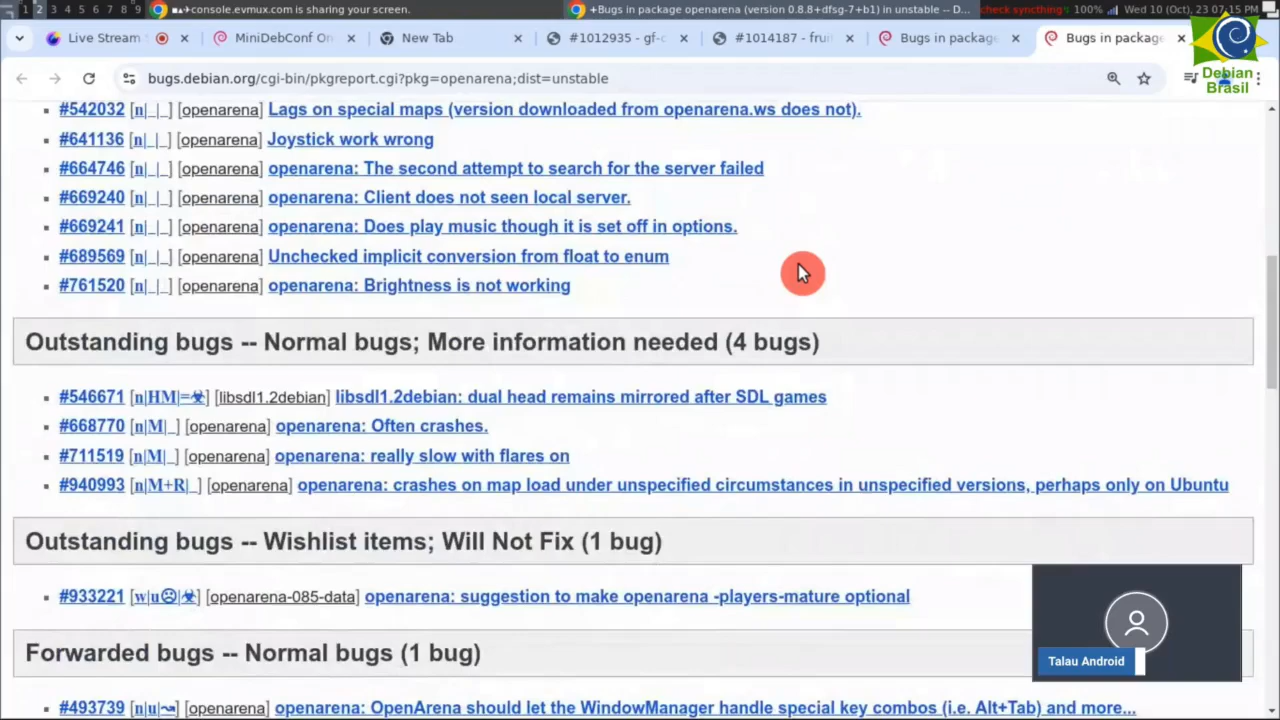 1 2 3 4 5 6 7 8 9
console.evmux.com is sharing your screen.
+Bugs in package openarena (version 0.8.8+dfsg-7+b1) in unstable -- D...
check syncthing
100%
Wed 10 (Oct), 23 07:15 PM
Live Stream
MiniDebConf On
New Tab
#1012935 - gf-c
#1014187 - frui
Bugs in package
Bugs in package
bugs.debian.org/cgi-bin/pkgreport.cgi?pkg=openarena;dist=unstable
Debian
Brasil
#542032 [n|_|_] [openarena] Lags on special maps (version downloaded from openarena.ws does not).
#641136 [n|_|_] [openarena] Joystick work wrong
#664746 [n|_|_] [openarena] openarena: The second attempt to search for the server failed
#669240 [n|_|_] [openarena] openarena: Client does not seen local server.
#669241 [n|_|_] [openarena] openarena: Does play music though it is set off in options.
#689569 [n|_|_] [openarena] Unchecked implicit conversion from float to enum
#761520 [n|_|_] [openarena] openarena: Brightness is not working
Outstanding bugs -- Normal bugs; More information needed (4 bugs)
#546671 [n|HM|=☣] [libsdl1.2debian] libsdl1.2debian: dual head remains mirrored after SDL games
#668770 [n|M|_] [openarena] openarena: Often crashes.
#711519 [n|M|_] [openarena] openarena: really slow with flares on
#940993 [n|M+R|_] [openarena] openarena: crashes on map load under unspecified circumstances in unspecified versions, perhaps only on Ubuntu
Outstanding bugs -- Wishlist items; Will Not Fix (1 bug)
#933221 [w|u☹|☣] [openarena-085-data] openarena: suggestion to make openarena -players-mature optional
Forwarded bugs -- Normal bugs (1 bug)
Talau Android
#493739 [n|u|↝] [openarena] openarena: OpenArena should let the WindowManager handle special key combos (i.e. Alt+Tab) and more...